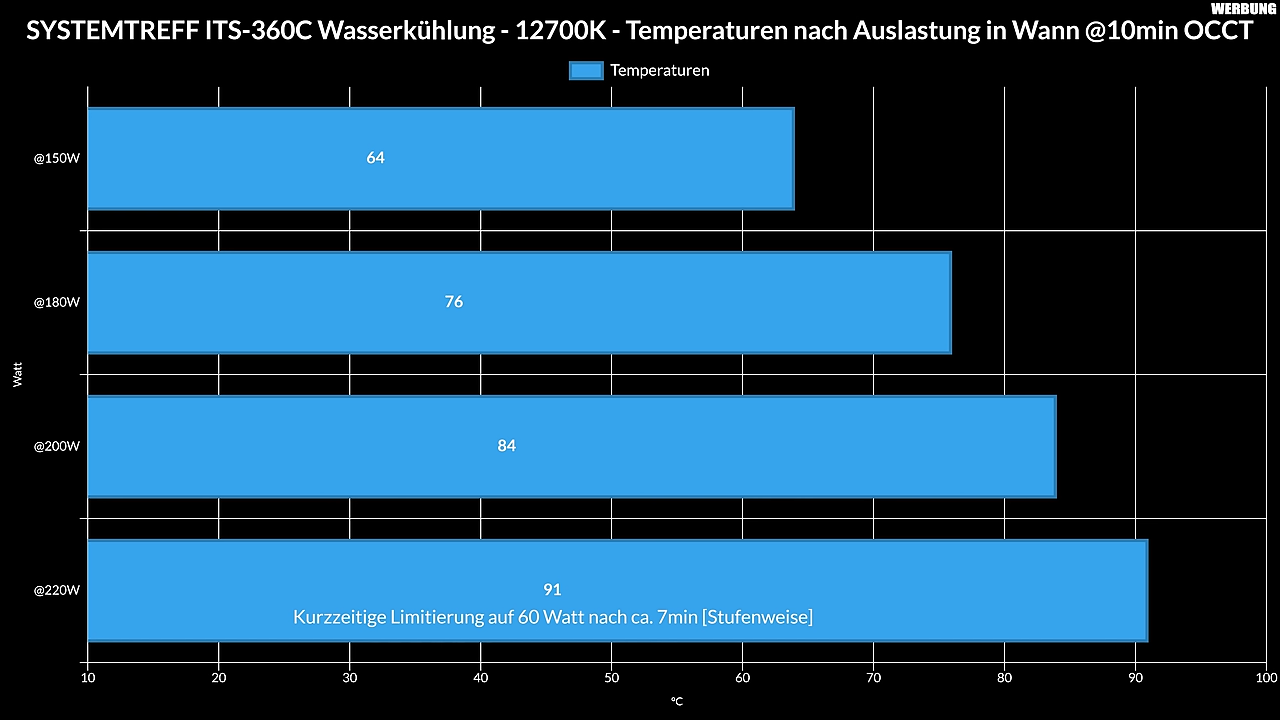 WERBUNG
SYSTEMTREFF ITS-360C Wasserkühlung - 12700K - Temperaturen nach Auslastung in Wann @10min OCCT
Temperaturen
@150W
64
@180W
76
Watt
@200W
84
@220W
91
Kurzzeitige Limitierung auf 60 Watt nach ca. 7min [Stufenweise]
10 20 30 40 50 60 70 80 90 100
°C